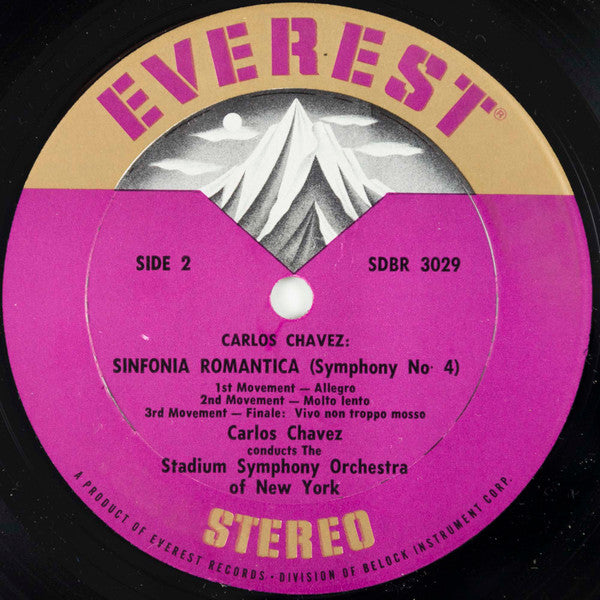 EVEREST®
SIDE 2
SDBR 3029
CARLOS CHAVEZ:
SINFONIA ROMANTICA (Symphony No. 4)
1st Movement — Allegro
2nd Movement — Molto lento
3rd Movement — Finale: Vivo non troppo mosso
Carlos Chavez
conducts The
Stadium Symphony Orchestra
of New York
STEREO
A PRODUCT OF EVEREST RECORDS · DIVISION OF BELOCK INSTRUMENT CORP.